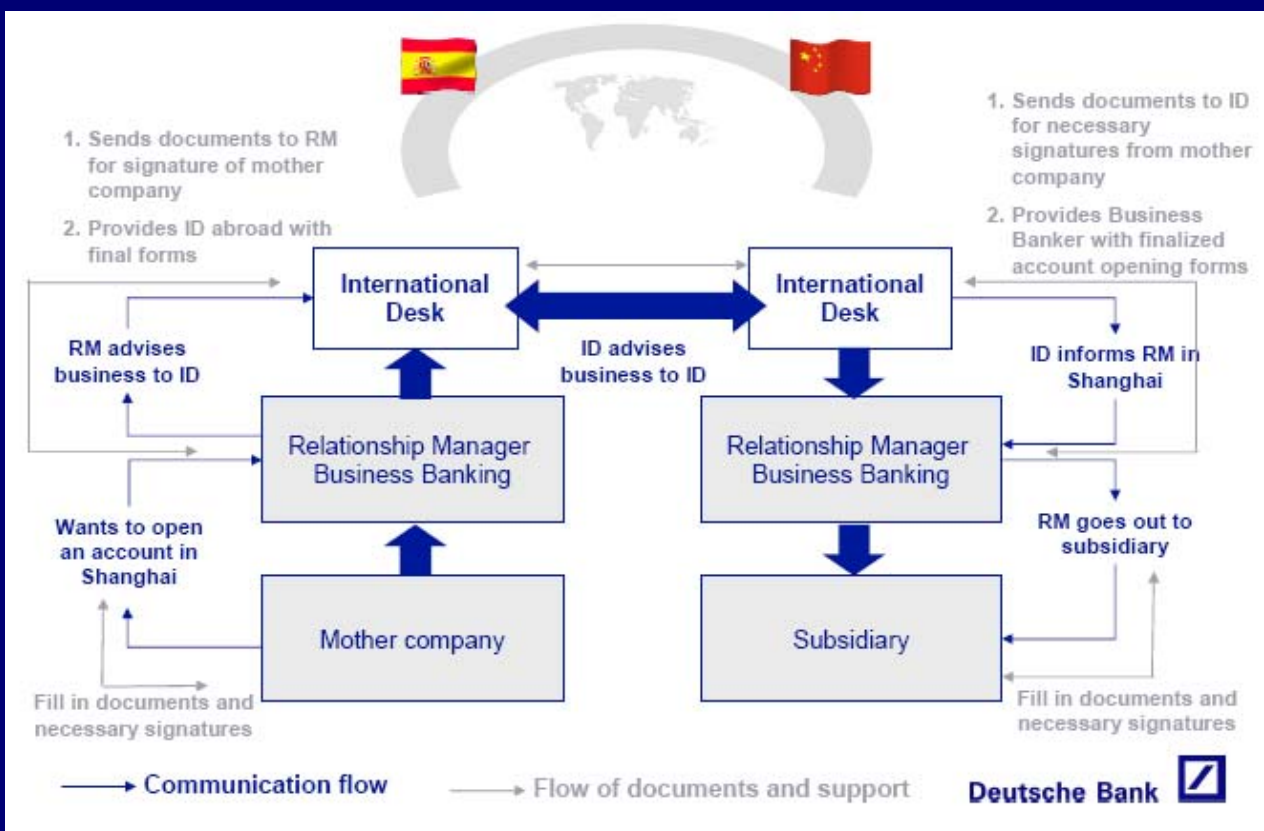 1. Sends documents to RM
for signature of mother
company
2. Provides ID abroad with
final forms
1. Sends documents to ID
for necessary
signatures from mother
company
2. Provides Business
Banker with finalized
account opening forms
International
Desk
International
Desk
RM advises
business to ID
ID advises
business to ID
ID informs RM in
Shanghai
Relationship Manager
Business Banking
Relationship Manager
Business Banking
Wants to open
an account in
Shanghai
RM goes out to
subsidiary
Mother company
Subsidiary
Fill in documents and
necessary signatures
Fill in documents and
necessary signatures
Communication flow
Flow of documents and support
Deutsche Bank